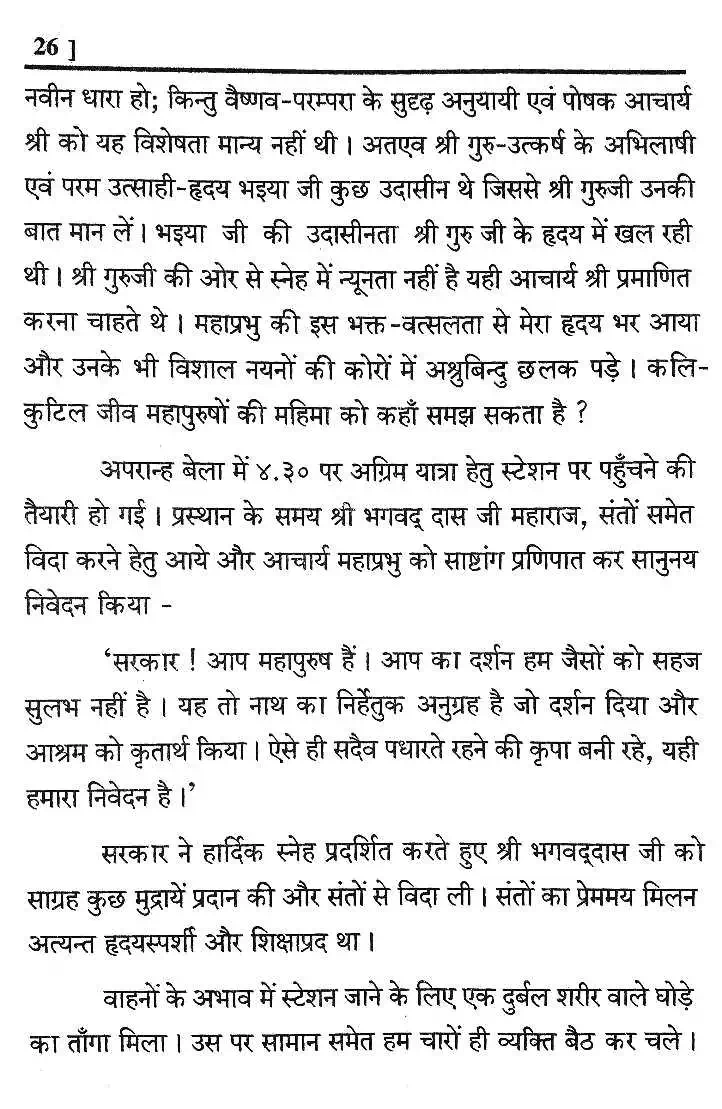 26 ]
नवीन धारा हो; किन्तु वैष्णव-परम्परा के सुदृढ़ अनुयायी एवं पोषक आचार्य
श्री को यह विशेषता मान्य नहीं थी । अतएव श्री गुरु-उत्कर्ष के अभिलाषी
एवं परम उत्साही-हृदय भइया जी कुछ उदासीन थे जिससे श्री गुरुजी उनकी
बात मान लें । भइया जी की उदासीनता श्री गुरु जी के हृदय में खल रही
थी । श्री गुरुजी की ओर से स्नेह में न्यूनता नहीं है यही आचार्य श्री प्रमाणित
करना चाहते थे । महाप्रभु की इस भक्त-वत्सलता से मेरा हृदय भर आया
और उनके भी विशाल नयनों की कोरों में अश्रुबिन्दु छलक पड़े । कलि-
कुटिल जीव महापुरुषों की महिमा को कहाँ समझ सकता है ?
अपरान्ह बेला में ४.३० पर अग्रिम यात्रा हेतु स्टेशन पर पहुँचने की
तैयारी हो गई । प्रस्थान के समय श्री भगवद् दास जी महाराज, संतों समेत
विदा करने हेतु आये और आचार्य महाप्रभु को साष्टांग प्रणिपात कर सानुनय
निवेदन किया -
‘सरकार ! आप महापुरुष हैं । आप का दर्शन हम जैसों को सहज
सुलभ नहीं है । यह तो नाथ का निर्हेतुक अनुग्रह है जो दर्शन दिया और
आश्रम को कृतार्थ किया । ऐसे ही सदैव पधारते रहने की कृपा बनी रहे, यही
हमारा निवेदन है ।’
सरकार ने हार्दिक स्नेह प्रदर्शित करते हुए श्री भगवद्दास जी को
साग्रह कुछ मुद्रायें प्रदान की और संतों से विदा ली । संतों का प्रेममय मिलन
अत्यन्त हृदयस्पर्शी और शिक्षाप्रद था ।
वाहनों के अभाव में स्टेशन जाने के लिए एक दुर्बल शरीर वाले घोड़े
का ताँगा मिला । उस पर सामान समेत हम चारों ही व्यक्ति बैठ कर चले ।